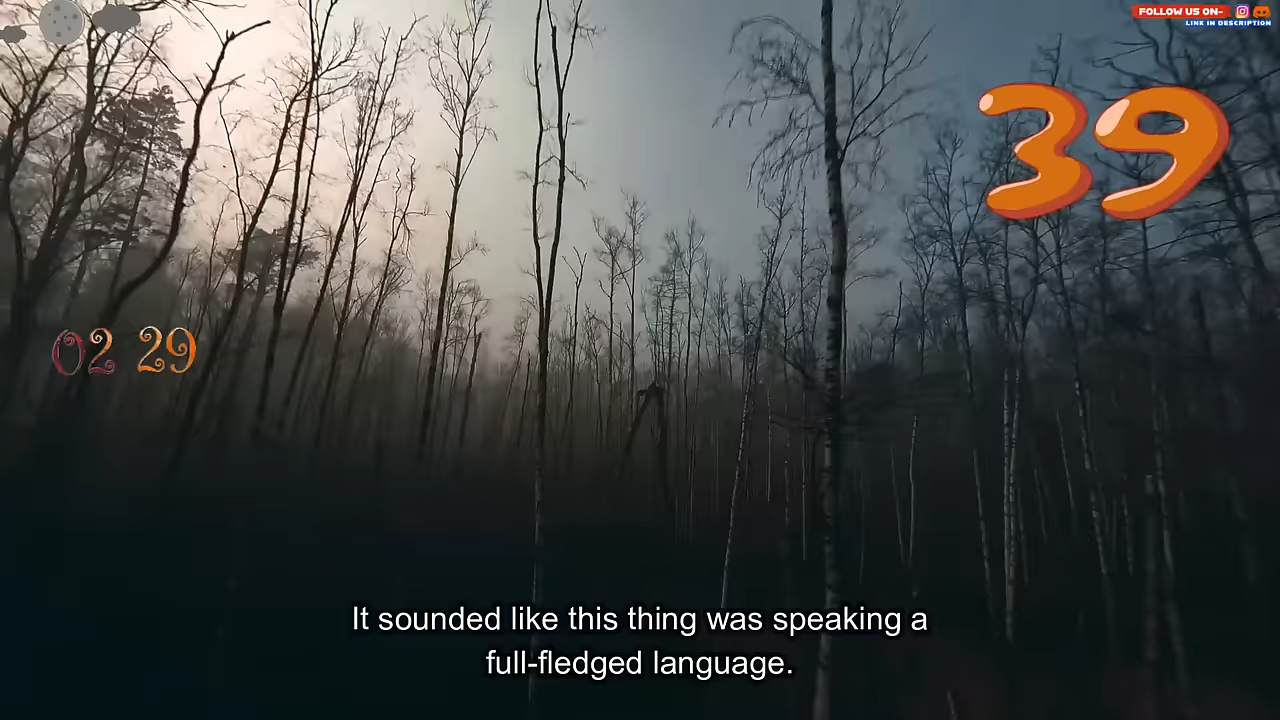 FOLLOW US ON-
LINK IN DESCRIPTION
39
02 29
It sounded like this thing was speaking a
full-fledged language.